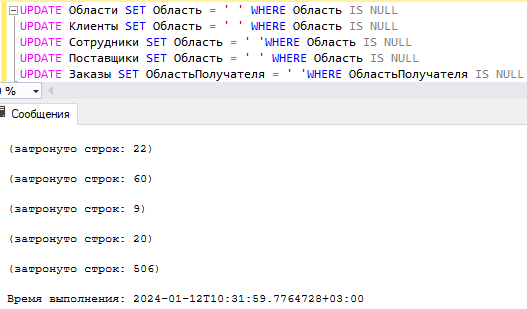 UPDATE Области SET Область = ' ' WHERE Область IS NULL
UPDATE Клиенты SET Область = ' ' WHERE Область IS NULL
UPDATE Сотрудники SET Область = ' 'WHERE Область IS NULL
UPDATE Поставщики SET Область = ' ' WHERE Область IS NULL
UPDATE Заказы SET ОбластьПолучателя = ' 'WHERE ОбластьПолучателя IS NULL
%
Сообщения
(затронуто строк: 22)
(затронуто строк: 60)
(затронуто строк: 9)
(затронуто строк: 20)
(затронуто строк: 506)
Время выполнения: 2024-01-12T10:31:59.7764728+03:00